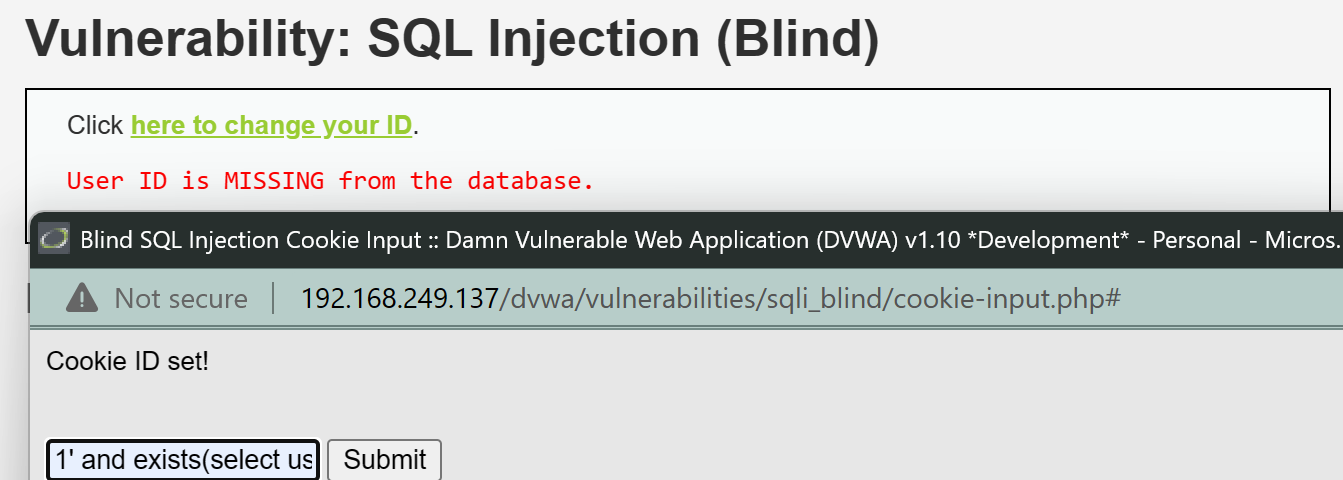 Vulnerability: SQL Injection (Blind)
Click here to change your ID.
User ID is MISSING from the database.
Blind SQL Injection Cookie Input :: Damn Vulnerable Web Application (DVWA) v1.10 *Development* - Personal - Micros.
Not secure | 192.168.249.137/dvwa/vulnerabilities/sqli_blind/cookie-input.php#
Cookie ID set!
1' and exists(select us Submit